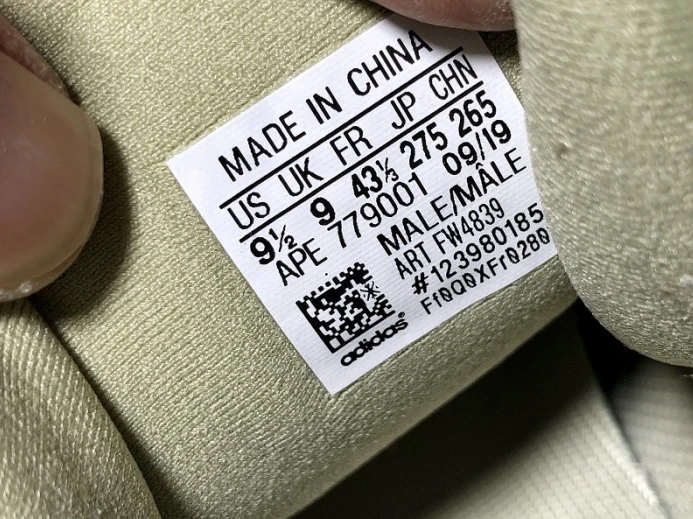 MADE IN CHINA
US UK FR JP CHN
9½ 9 43⅓ 275 265
APE 779001 09/19
MALE/MÂLE
ART FW4839
#123980185
Ff0Q0XFr0280
adidas®